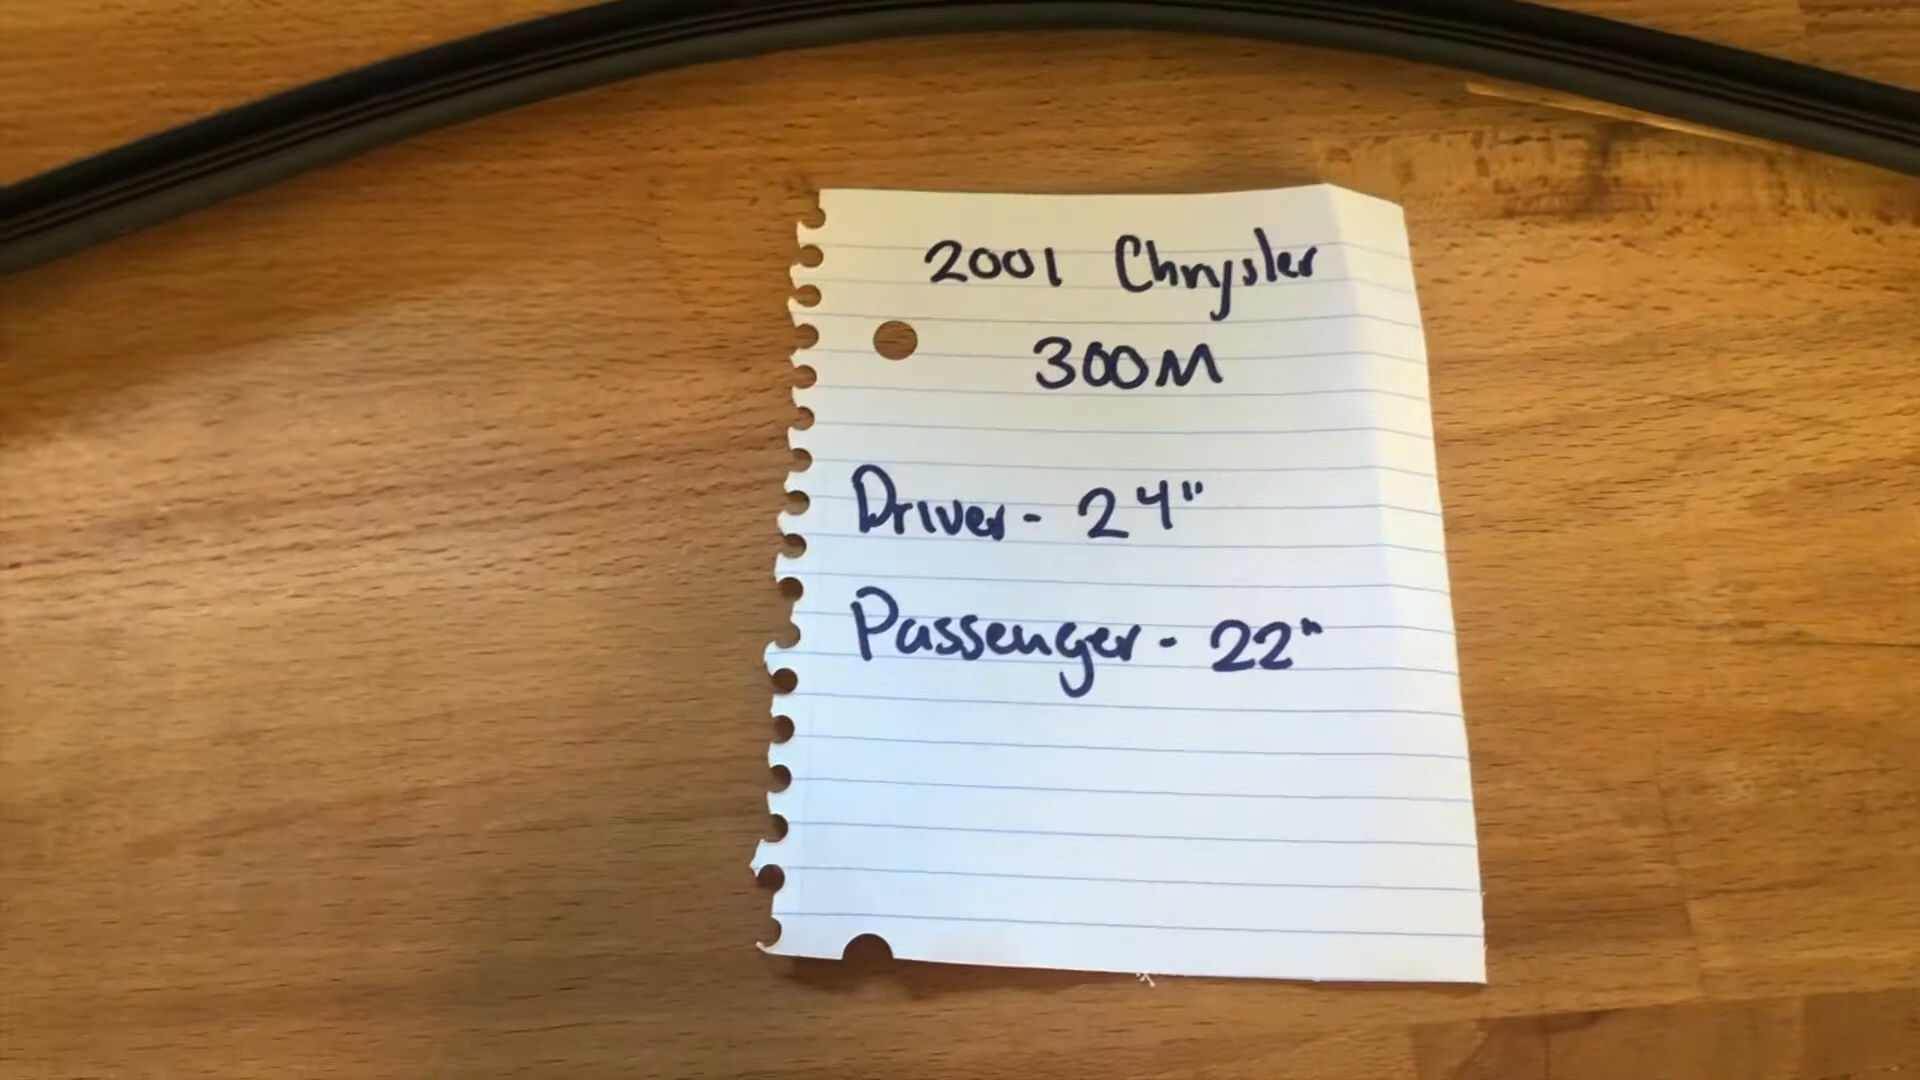 2001 Chrysler
300M
Driver - 24"
Passenger - 22"